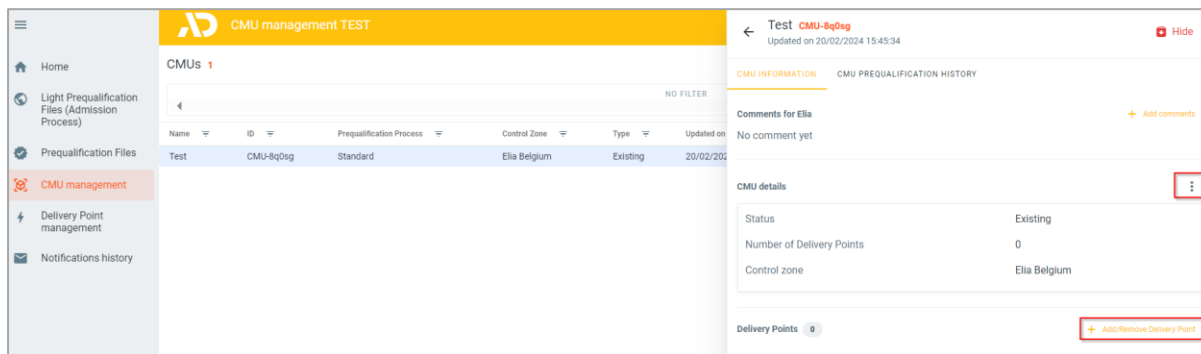 CMU management TEST
Home
Light Prequalification
Files (Admission
Process)
Prequalification Files
CMU management
Delivery Point
management
Notifications history
CMUs 1
NO FILTER
Name ID Prequalification Process Control Zone Type Updated on
Test CMU-8q0sg Standard Elia Belgium Existing 20/02/202
Test CMU-8q0sg
Updated on 20/02/2024 15:45:34
Hide
CMU INFORMATION CMU PREQUALIFICATION HISTORY
Comments for Elia + Add comments
No comment yet
CMU details
Status Existing
Number of Delivery Points 0
Control zone Elia Belgium
Delivery Points 0 + Add/Remove Delivery Point